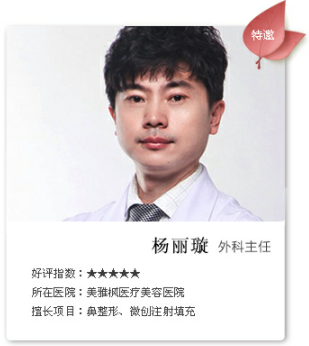 特邀
杨丽璇 外科主任
好评指数：★★★★★
所在医院：美雅枫医疗美容医院
擅长项目：鼻整形、微创注射填充